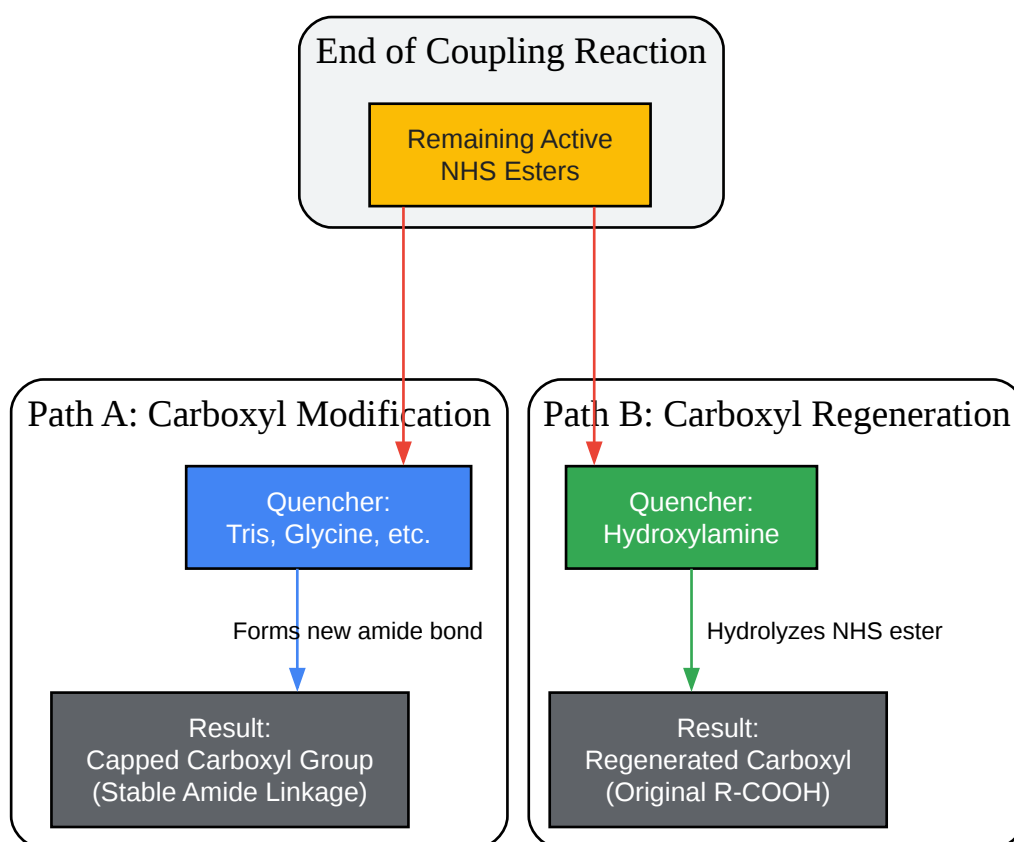 End of Coupling Reaction
Remaining Active
NHS Esters
Path A: Carboxyl Modification
Quencher:
Tris, Glycine, etc.
Forms new amide bond
Result:
Capped Carboxyl Group
(Stable Amide Linkage)
Path B: Carboxyl Regeneration
Quencher:
Hydroxylamine
Hydrolyzes NHS ester
Result:
Regenerated Carboxyl
(Original R-COOH)